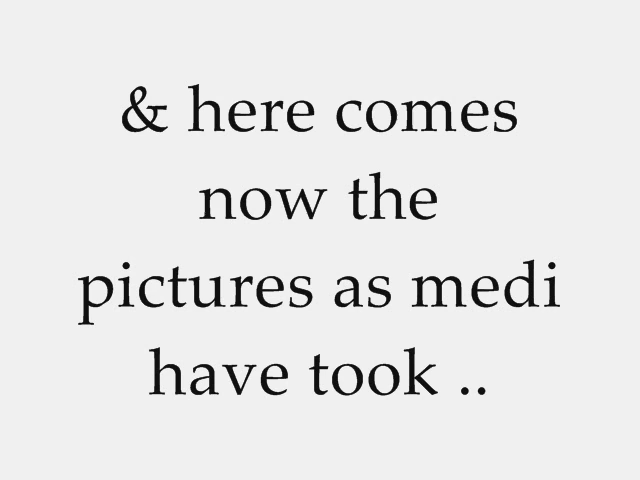 & here comes
now the
pictures as medi
have took ..